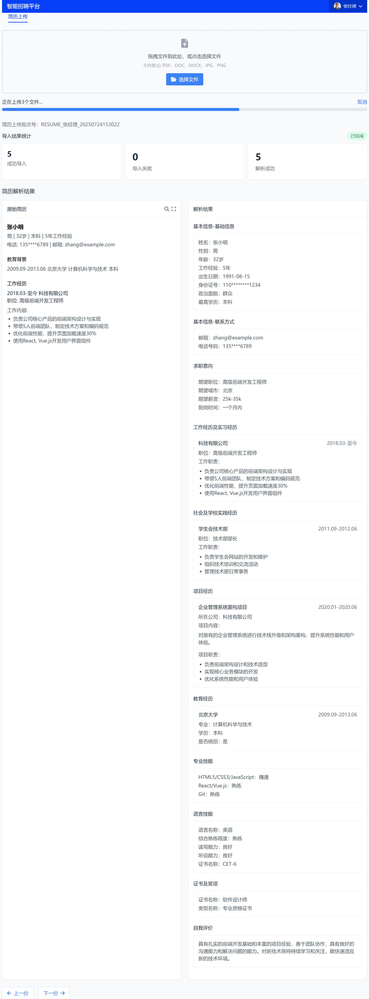 智能招聘平台
张经理
简历上传
拖拽文件到此处，或点击选择文件
支持格式: PDF、DOC、DOCX、JPG、PNG
选择文件
正在上传3个文件...
取消
简历上传批次号：RESUME_张经理_20250724153022
导入结果统计
已完成
5
成功导入
0
导入失败
5
解析成功
简历解析结果
原始简历
张小明
男 | 32岁 | 本科 | 5年工作经验
电话: 135****6789 | 邮箱: zhang@example.com
教育背景
2009.09-2013.06 北京大学 计算机科学与技术 本科
工作经历
2018.03-至今 科技有限公司
职位: 高级前端开发工程师
工作内容:
• 负责公司核心产品的前端架构设计与实现
• 带领5人前端团队，制定技术方案和编码规范
• 优化前端性能，提升页面加载速度30%
• 使用React, Vue.js开发用户界面组件
解析结果
基本信息-基础信息
姓名：张小明
性别：男
年龄：32岁
工作经验：5年
出生日期：1991-08-15
身份证号：110********1234
政治面貌：群众
最高学历：本科
基本信息-联系方式
邮箱：zhang@example.com
电话号码：135****6789
求职意向
期望职位：高级前端开发工程师
期望城市：北京
期望薪资：25k-35k
到岗时间：一个月内
工作经历及实习经历
科技有限公司 2018.03-至今
职位：高级前端开发工程师
工作职责：
• 负责公司核心产品的前端架构设计与实现
• 带领5人前端团队，制定技术方案和编码规范
• 优化前端性能，提升页面加载速度30%
• 使用React, Vue.js开发用户界面组件
社会及学校实践经历
学生会技术部 2011.09-2012.06
职位：技术部部长
工作职责：
• 负责学生会网站的开发和维护
• 组织技术培训和交流活动
• 管理技术部日常事务
项目经历
企业管理系统重构项目 2020.01-2020.06
所在公司：科技有限公司
项目内容：
对原有的企业管理系统进行技术栈升级和架构重构，提升系统性能和用户
体验。
项目职责：
• 负责前端架构设计和技术选型
• 实现核心业务模块的开发
• 优化系统性能和用户体验
教育经历
北京大学 2009.09-2013.06
专业：计算机科学与技术
学历：本科
是否统招：是
专业技能
HTML5/CSS3/JavaScript：精通
React/Vue.js：熟练
Git：熟练
语言技能
语言名称：英语
综合熟练程度：熟练
读写能力：良好
听说能力：良好
证书名称：CET-6
证书及奖项
证书名称：软件设计师
类型名称：专业资格证书
自我评价
具有扎实的前端开发基础和丰富的项目经验，善于团队协作，具有良好的
沟通能力和解决问题的能力。对新技术保持持续学习和关注，能快速适应
新的技术环境。
上一份
下一份